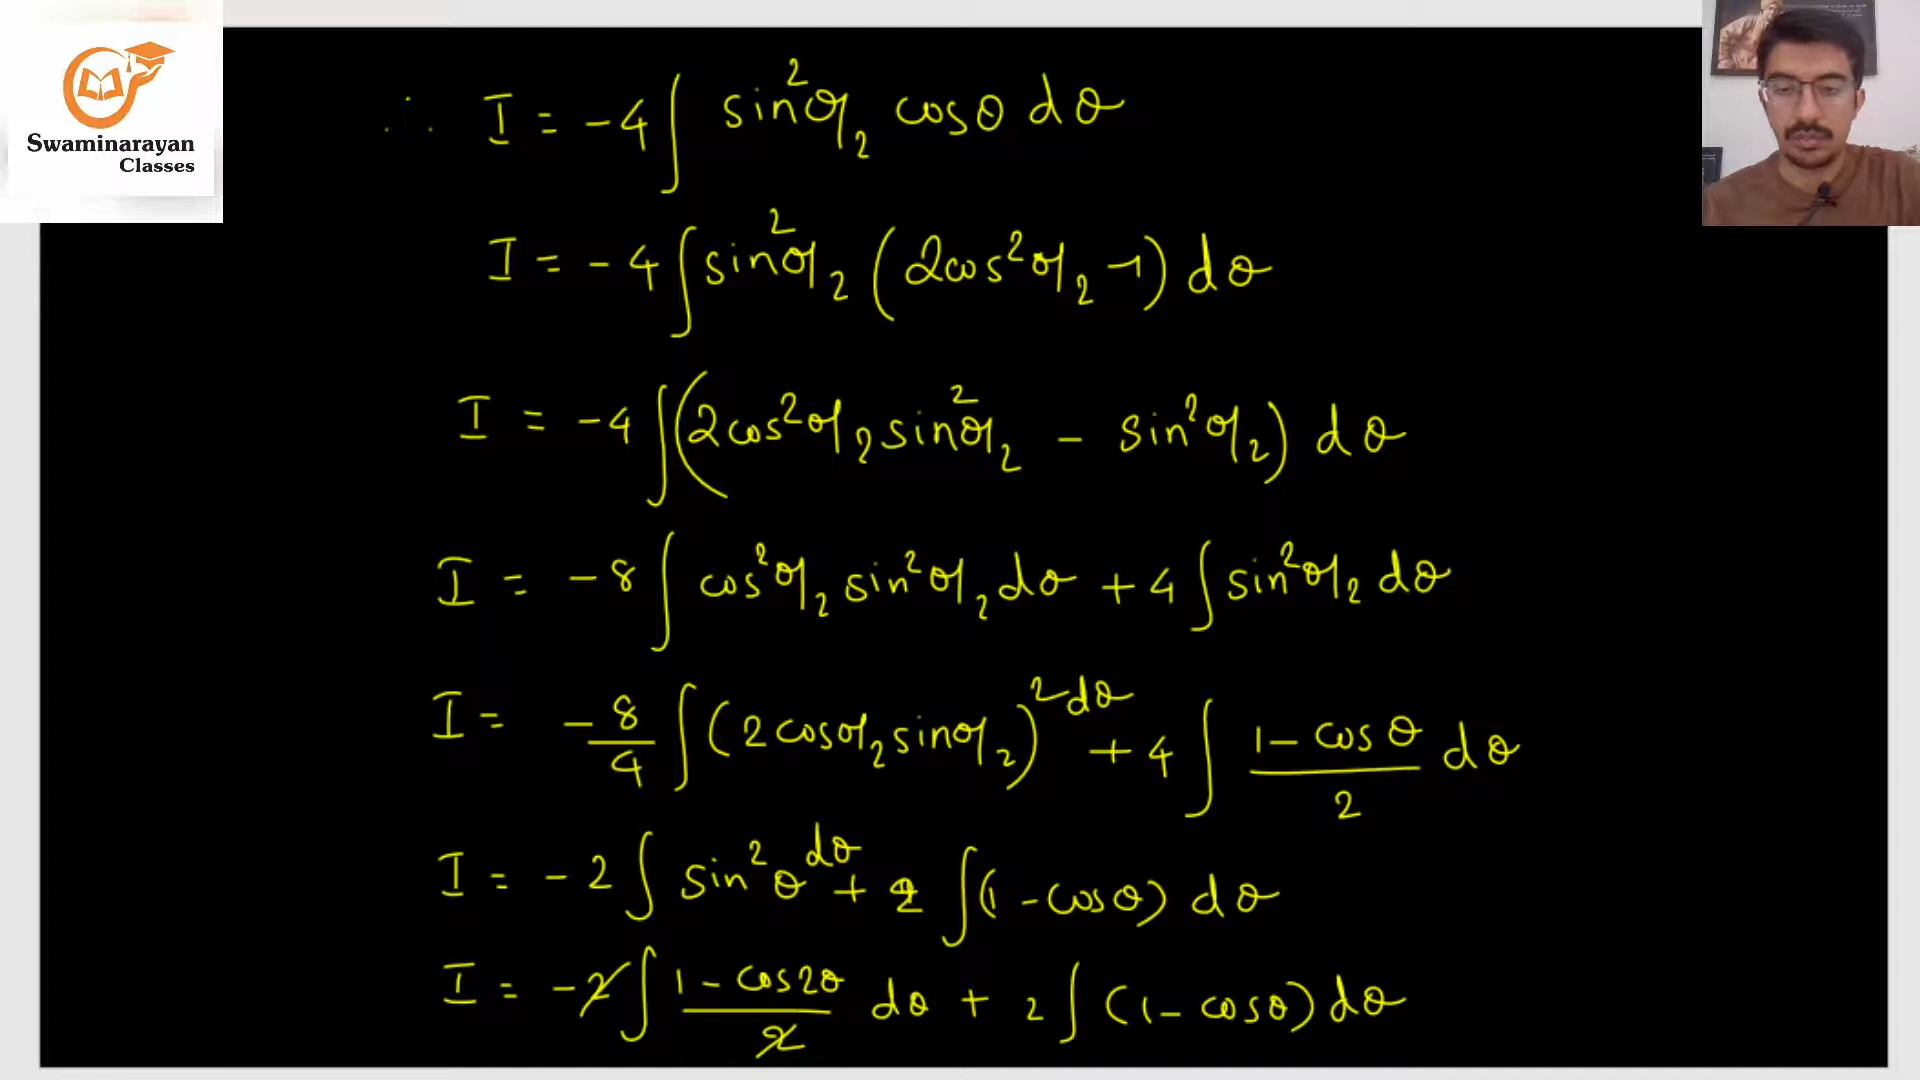 Swaminarayan
Classes
∴ I = -4 ∫ sin²θ/2 cosθ dθ
I = -4 ∫ sin²θ/2 (2cos²θ/2 -1) dθ
I = -4 ∫ (2cos²θ/2 sin²θ/2 - sin²θ/2) dθ
I = -8 ∫ cos²θ/2 sin²θ/2 dθ + 4 ∫ sin²θ/2 dθ
I = -8/4 ∫ (2cosθ/2 sinθ/2)² dθ + 4 ∫ (1 - cosθ)/2 dθ
I = -2 ∫ sin²θ dθ + 2 ∫ (1 - cosθ) dθ
I = -2 ∫ (1 - cos2θ)/2 dθ + 2 ∫ (1 - cosθ) dθ